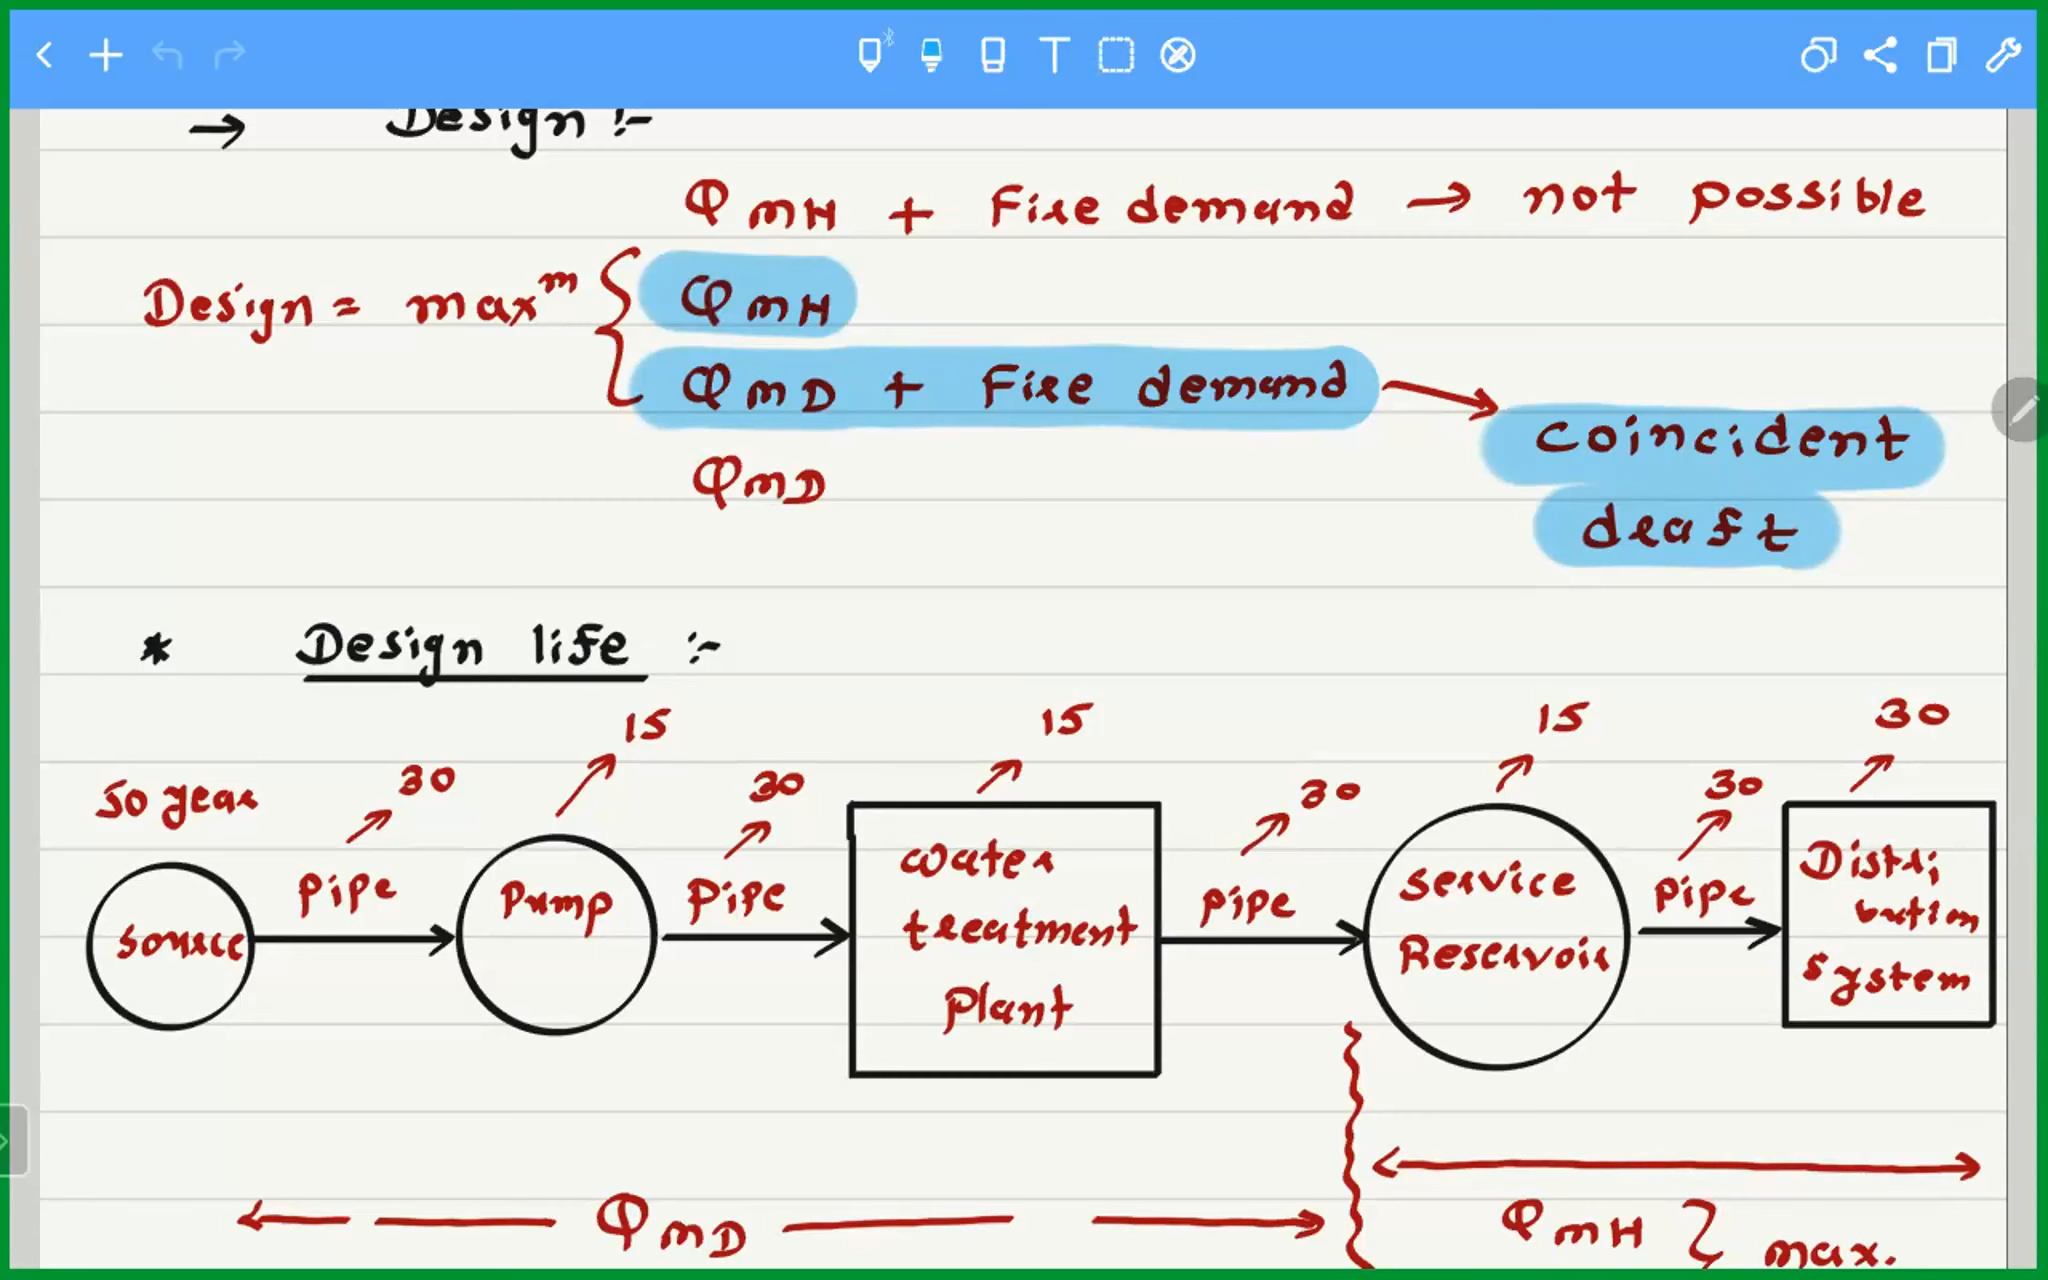 → Design :-
Q mH + Fire demand → not possible
Design = max^m { Q mH
Q mD + Fire demand → coincident
draft
Q mD
* Design life :-
15 15 15 30
50 year 30 30 30 30
pipe Pump pipe water pipe service pipe Distri
source treatment Reservoir bution
plant system
Q mD Q mH } max.